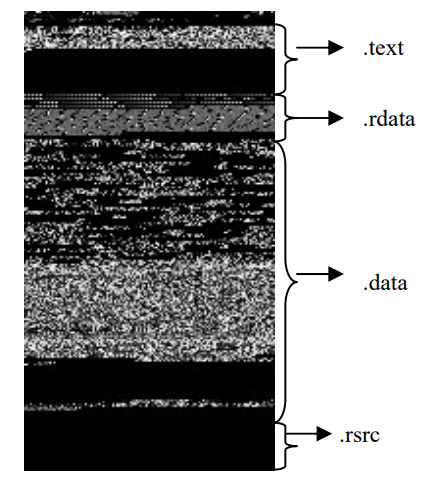 .text
.rdata
.data
.rsrc